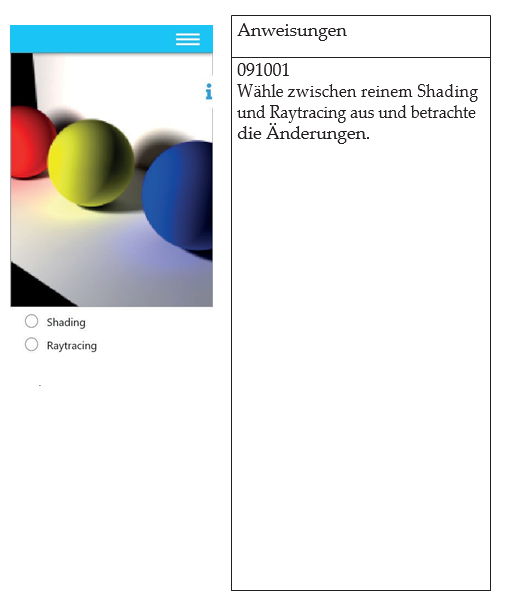 Anweisungen
091001
Wähle zwischen reinem Shading
und Raytracing aus und betrachte
die Änderungen.
i
Shading
Raytracing